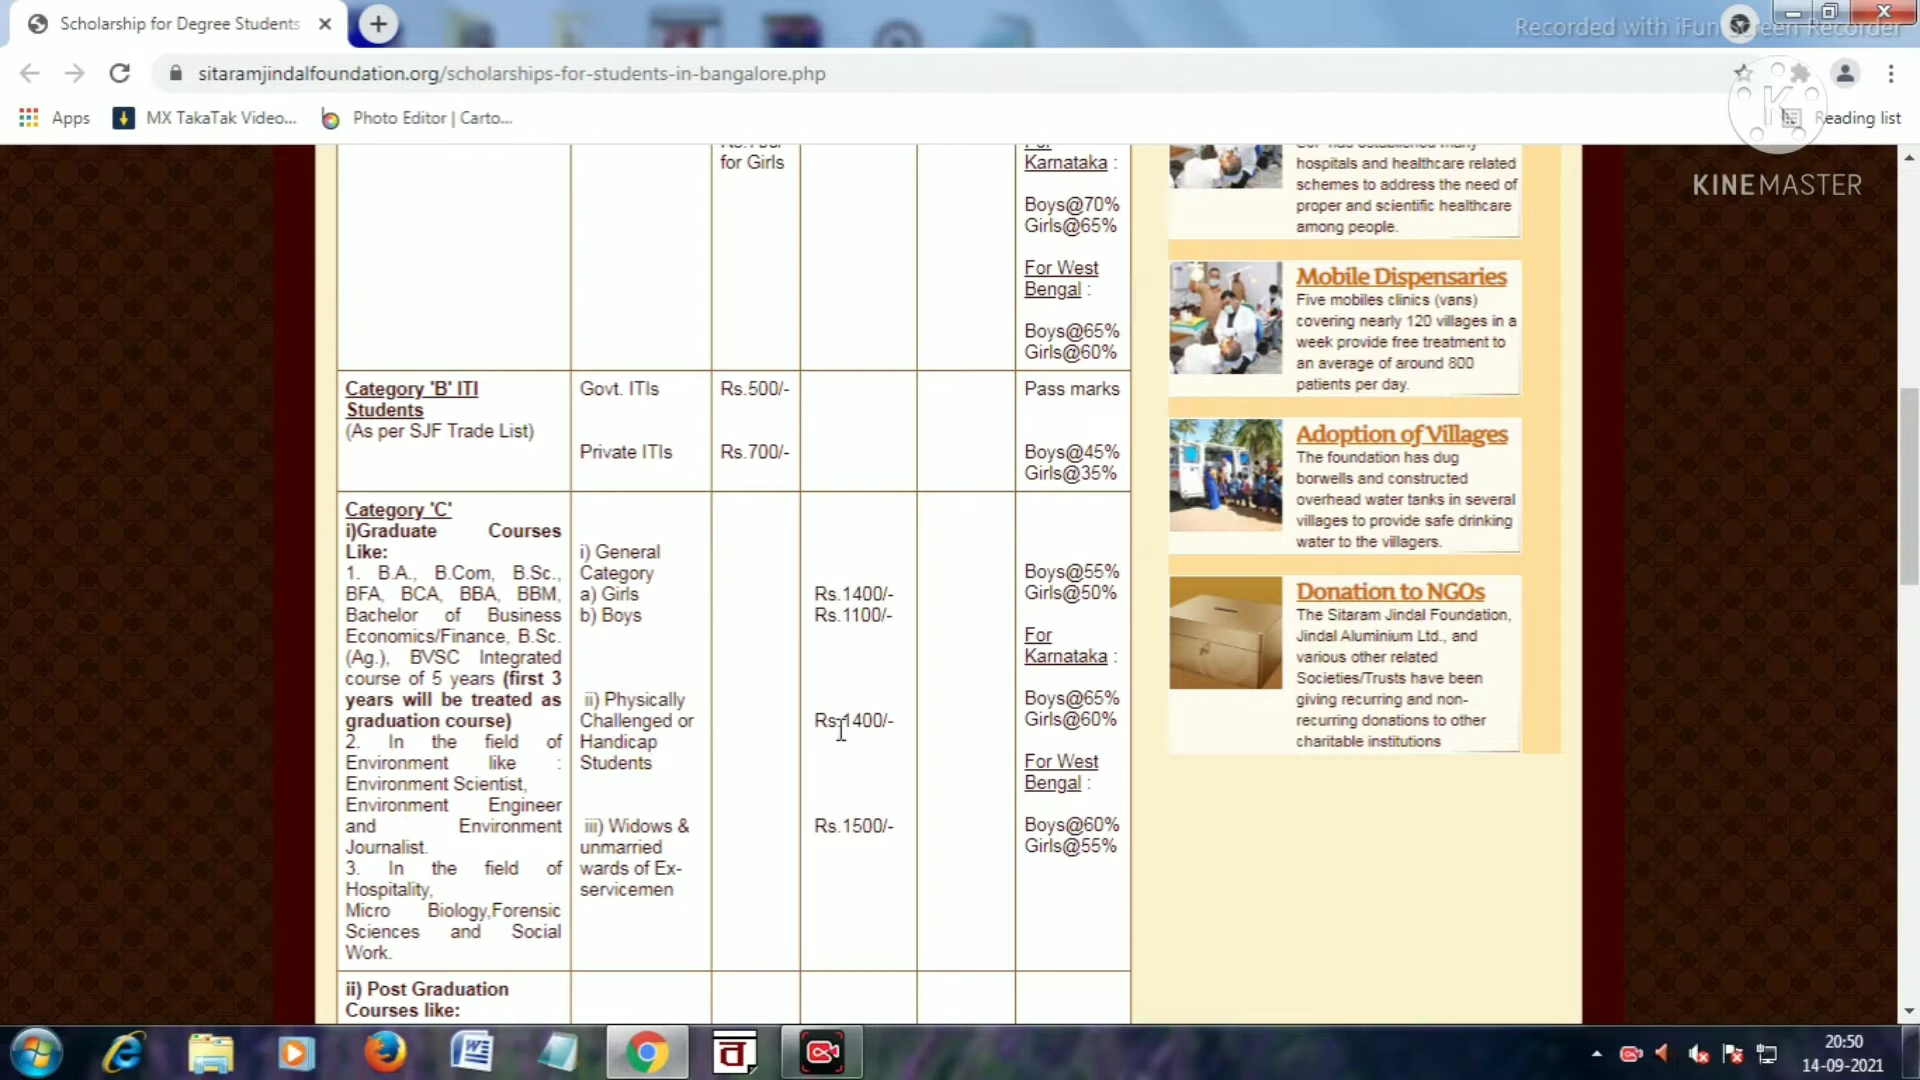 Scholarship for Degree Students
Recorded with iFun Screen Recorder
sitaramjindalfoundation.org/scholarships-for-students-in-bangalore.php
Apps
MX TakaTak Video...
Photo Editor | Carto...
Reading list
K
KINEMASTER
for Girls
For
Karnataka :
Boys@70%
Girls@65%
For West
Bengal :
Boys@65%
Girls@60%
Category 'B' ITI
Students
(As per SJF Trade List)
Govt. ITIs
Rs.500/-
Pass marks
Private ITIs
Rs.700/-
Boys@45%
Girls@35%
Category 'C'
i)Graduate Courses
Like:
1. B.A., B.Com, B.Sc.,
BFA, BCA, BBA, BBM,
Bachelor of Business
Economics/Finance, B.Sc.
(Ag.), BVSC Integrated
course of 5 years (first 3
years will be treated as
graduation course)
2. In the field of
Environment like :
Environment Scientist,
Environment Engineer
and Environment
Journalist.
3. In the field of
Hospitality,
Micro Biology,Forensic
Sciences and Social
Work.
i) General
Category
a) Girls
b) Boys
ii) Physically
Challenged or
Handicap
Students
iii) Widows &
unmarried
wards of Ex-
servicemen
Rs.1400/-
Rs.1100/-
Rs.1400/-
Rs.1500/-
Boys@55%
Girls@50%
For
Karnataka :
Boys@65%
Girls@60%
For West
Bengal :
Boys@60%
Girls@55%
ii) Post Graduation
Courses like:
hospitals and healthcare related
schemes to address the need of
proper and scientific healthcare
among people.
Mobile Dispensaries
Five mobiles clinics (vans)
covering nearly 120 villages in a
week provide free treatment to
an average of around 800
patients per day.
Adoption of Villages
The foundation has dug
borwells and constructed
overhead water tanks in several
villages to provide safe drinking
water to the villagers.
Donation to NGOs
The Sitaram Jindal Foundation,
Jindal Aluminium Ltd., and
various other related
Societies/Trusts have been
giving recurring and non-
recurring donations to other
charitable institutions
20:50
14-09-2021